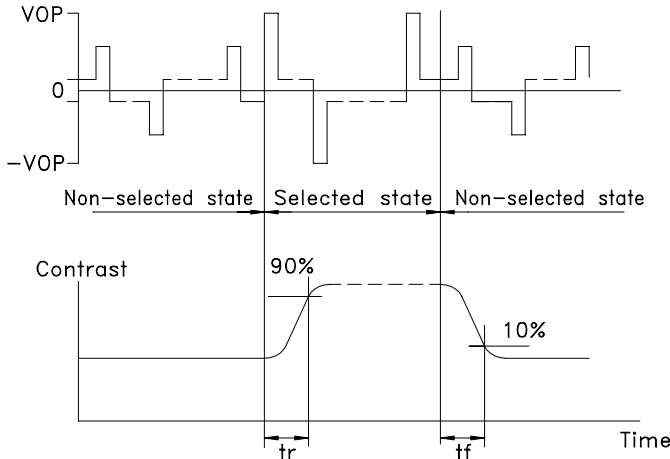 VOP
0
-VOP
Non-selected state
Selected state
Non-selected state
Contrast
90%
10%
tr
tf
Time